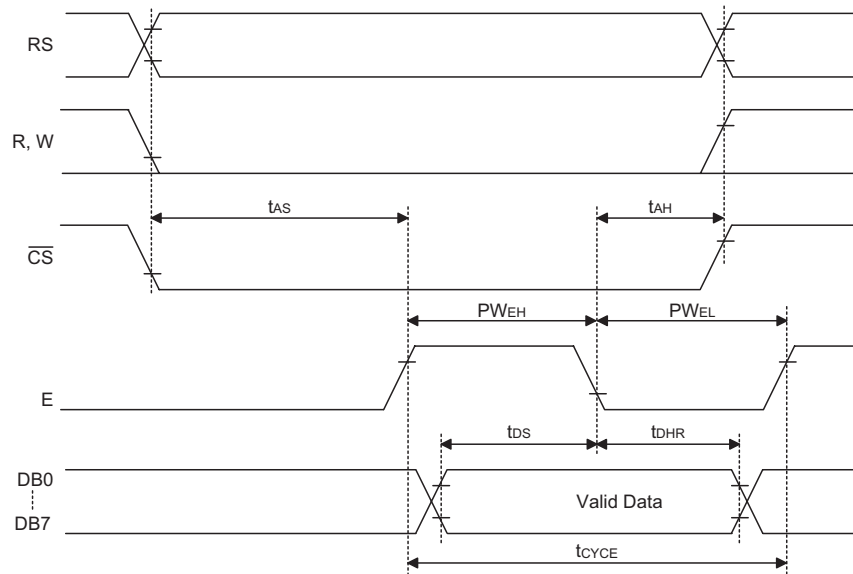 RS
R, W
tAS
tAH
CS
PWEH
PWEL
E
tDS
tDHR
DB0
Valid Data
DB7
tCYCE